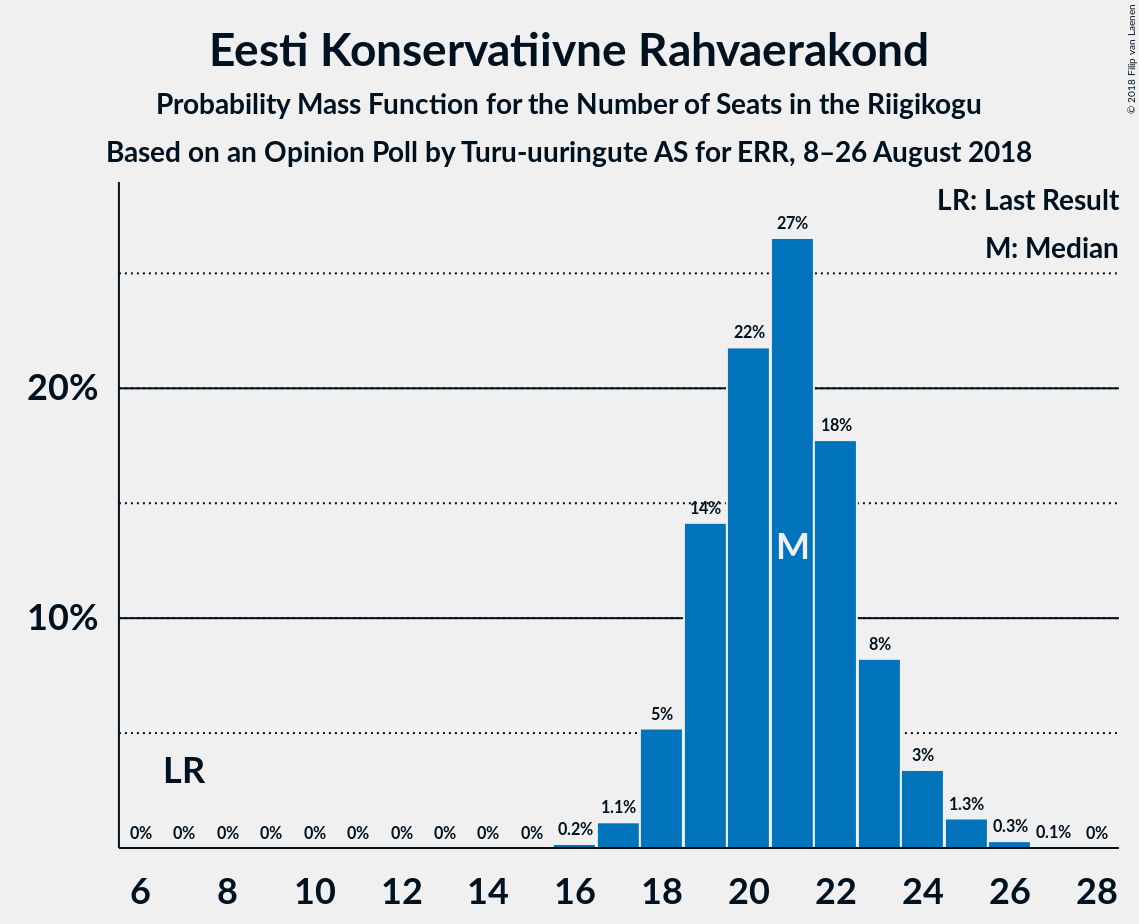 Eesti Konservatiivne Rahvaerakond
Probability Mass Function for the Number of Seats in the Riigikogu
Based on an Opinion Poll by Turu-uuringute AS for ERR, 8–26 August 2018
© 2018 Filip van Laenen
LR: Last Result
M: Median
27%
22%
20%
18%
14%
M
10%
8%
5%
3%
LR
1.1%
1.3%
0% 0% 0% 0% 0% 0% 0% 0% 0% 0% 0.2% 0.3% 0.1% 0%
6 8 10 12 14 16 18 20 22 24 26 28